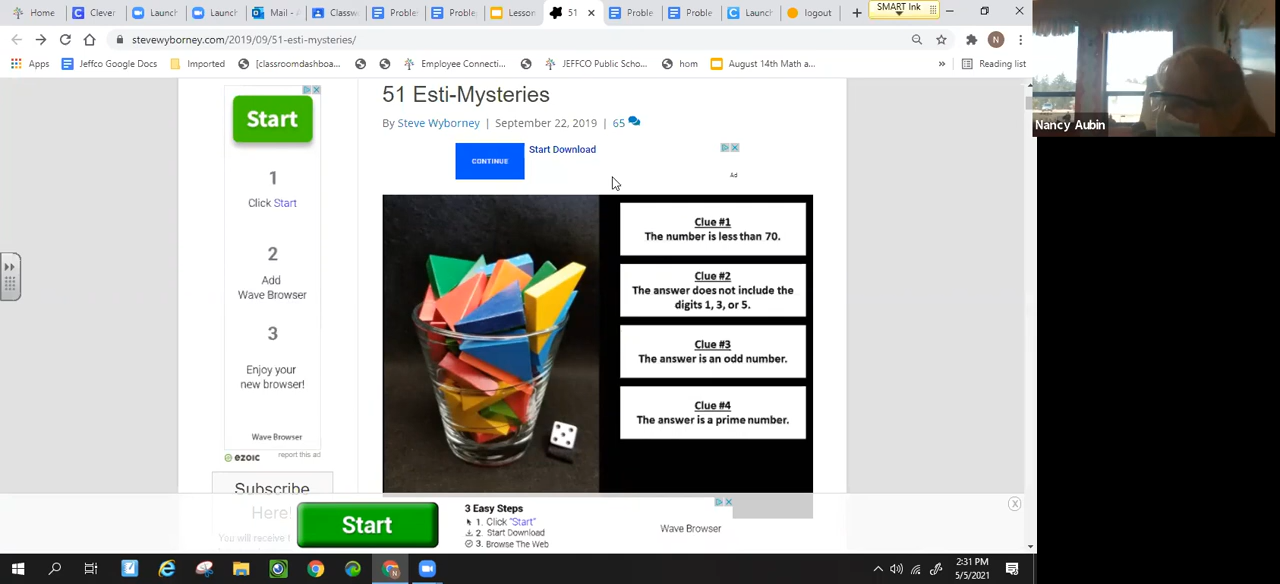 Home
Clever
Launch
Launch
Mail -
Classw
Proble
Proble
Lesson
51
Proble
Proble
Launch
logout
SMART Ink
stevewyborney.com/2019/09/51-esti-mysteries/
N
Apps
Jeffco Google Docs
Imported
[classroomdashboa...
Employee Connecti...
JEFFCO Public Scho...
hom
August 14th Math a...
»
Reading list
Start
1
Click Start
2
Add
Wave Browser
3
Enjoy your
new browser!
Wave Browser
ezoic
report this ad
Subscribe
Here!
You will receive
51 Esti-Mysteries
By Steve Wyborney | September 22, 2019 | 65
CONTINUE
Start Download
Ad
Clue #1
The number is less than 70.
Clue #2
The answer does not include the
digits 1, 3, or 5.
Clue #3
The answer is an odd number.
Clue #4
The answer is a prime number.
Start
3 Easy Steps
1. Click "Start"
2. Start Download
3. Browse The Web
Wave Browser
Nancy Aubin
2:31 PM
5/5/2021